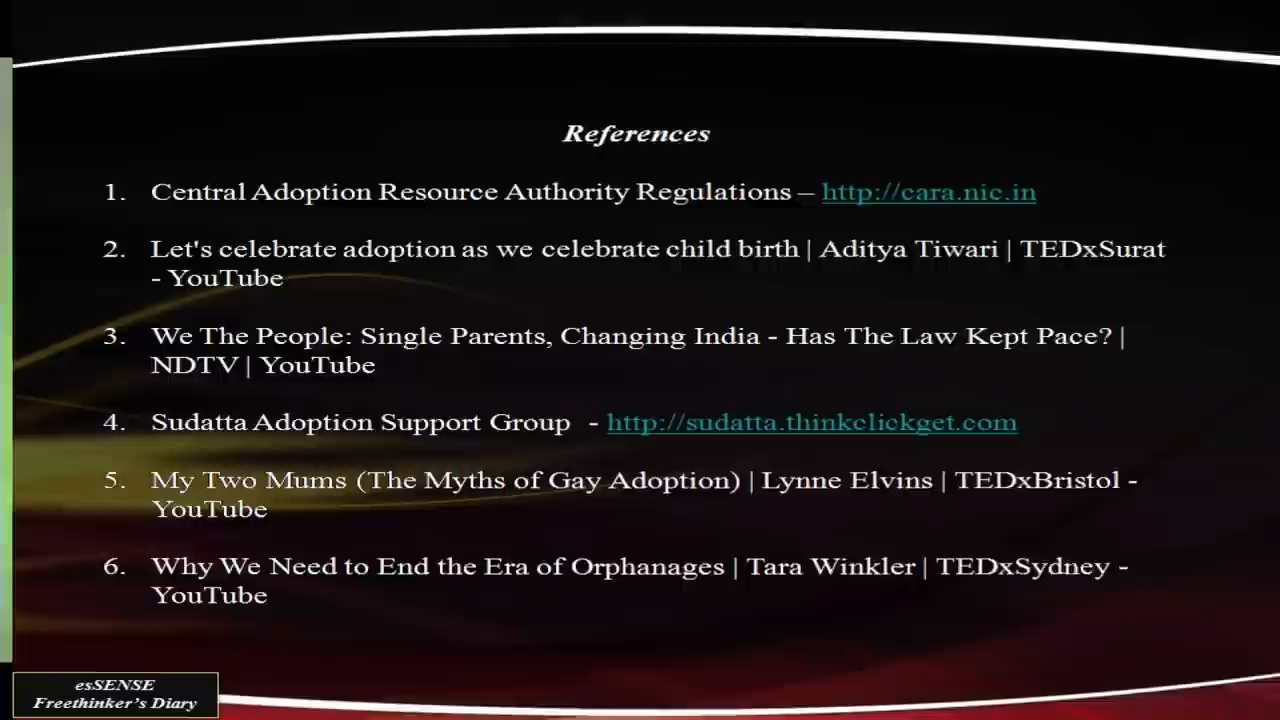 References
1. Central Adoption Resource Authority Regulations – http://cara.nic.in
2. Let's celebrate adoption as we celebrate child birth | Aditya Tiwari | TEDxSurat
- YouTube
3. We The People: Single Parents, Changing India - Has The Law Kept Pace? |
NDTV | YouTube
4. Sudatta Adoption Support Group - http://sudatta.thinkclickget.com
5. My Two Mums (The Myths of Gay Adoption) | Lynne Elvins | TEDxBristol -
YouTube
6. Why We Need to End the Era of Orphanages | Tara Winkler | TEDxSydney -
YouTube
esSENSE
Freethinker's Diary